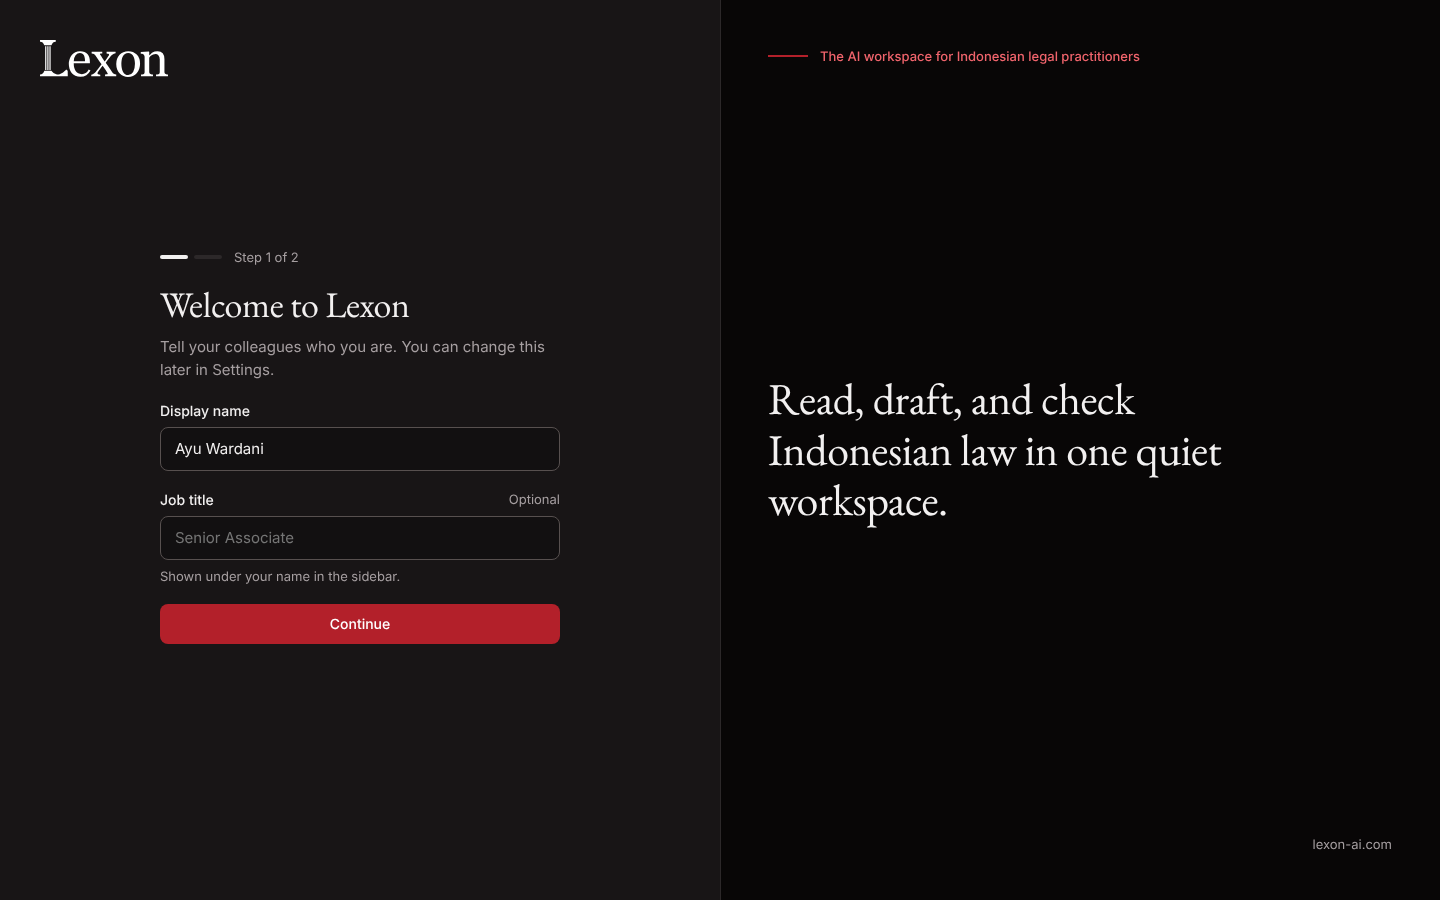 Lexon
Step 1 of 2
Welcome to Lexon
Tell your colleagues who you are. You can change this
later in Settings.
Display name
Ayu Wardani
Job title
Optional
Senior Associate
Shown under your name in the sidebar.
Continue
The AI workspace for Indonesian legal practitioners
Read, draft, and check
Indonesian law in one quiet
workspace.
lexon-ai.com